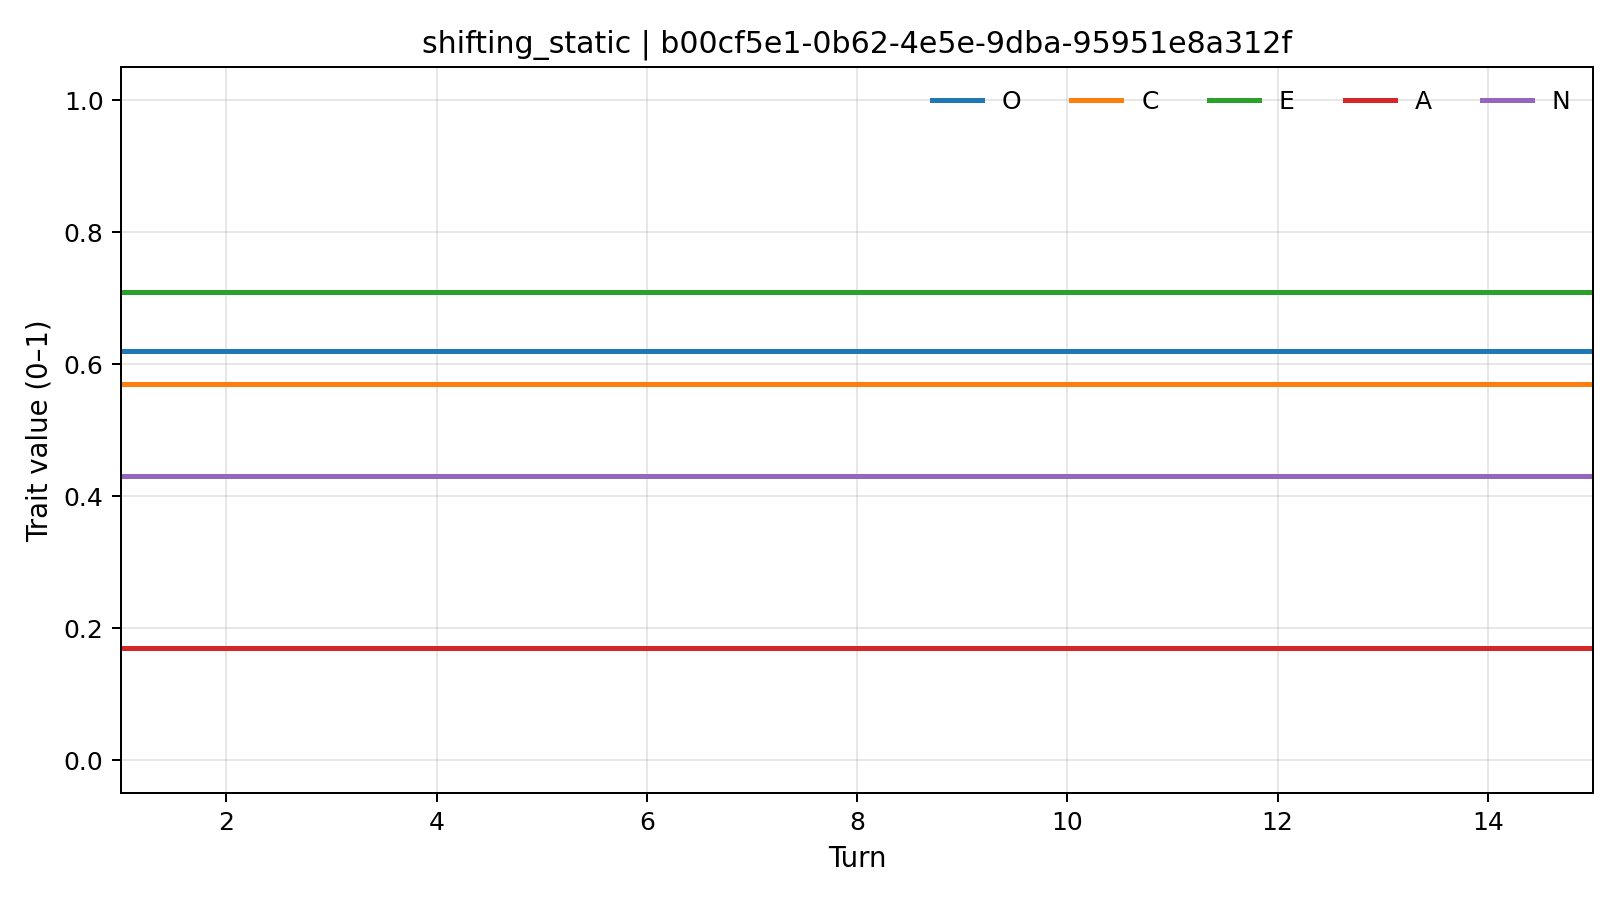 shifting_static | b00cf5e1-0b62-4e5e-9dba-95951e8a312f
O C E A N
1.0
0.8
0.6
0.4
0.2
0.0
Trait value (0–1)
2 4 6 8 10 12 14
Turn